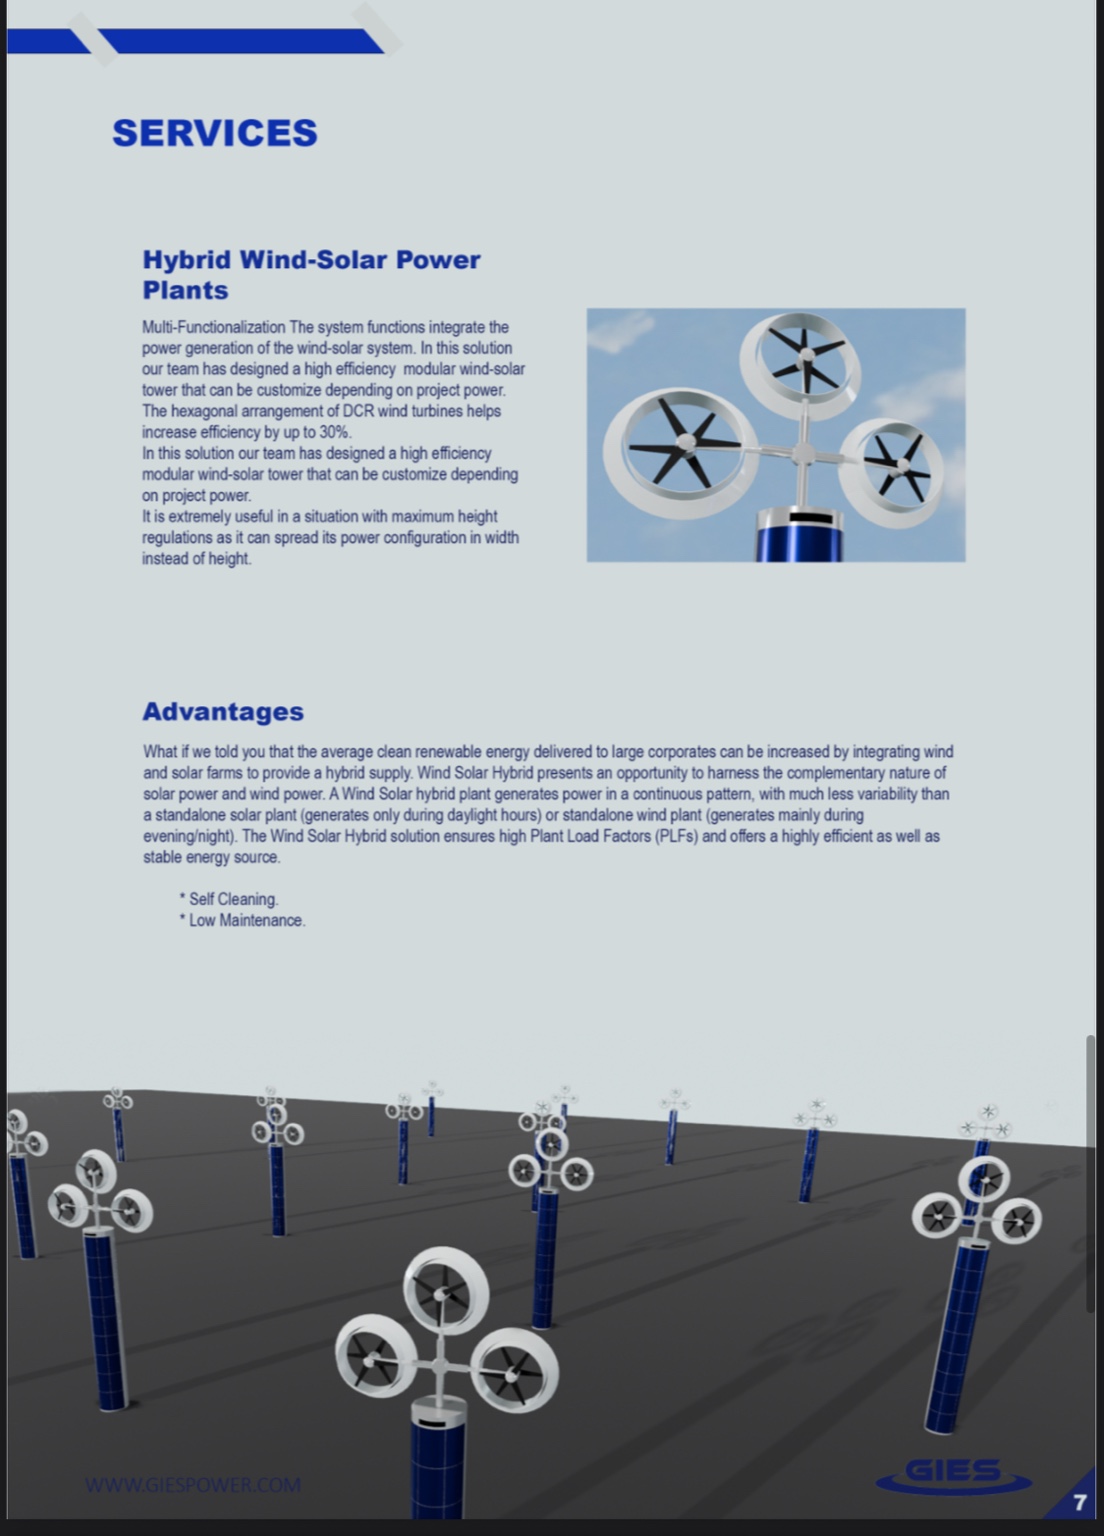 SERVICES
Hybrid Wind-Solar Power
Plants
Multi-Functionalization The system functions integrate the
power generation of the wind-solar system. In this solution
our team has designed a high efficiency  modular wind-solar
tower that can be customize depending on project power.
The hexagonal arrangement of DCR wind turbines helps
increase efficiency by up to 30%.
In this solution our team has designed a high efficiency
modular wind-solar tower that can be customize depending
on project power.
It is extremely useful in a situation with maximum height
regulations as it can spread its power configuration in width
instead of height.
Advantages
What if we told you that the average clean renewable energy delivered to large corporates can be increased by integrating wind
and solar farms to provide a hybrid supply. Wind Solar Hybrid presents an opportunity to harness the complementary nature of
solar power and wind power. A Wind Solar hybrid plant generates power in a continuous pattern, with much less variability than
a standalone solar plant (generates only during daylight hours) or standalone wind plant (generates mainly during
evening/night). The Wind Solar Hybrid solution ensures high Plant Load Factors (PLFs) and offers a highly efficient as well as
stable energy source.
* Self Cleaning.
* Low Maintenance.
WWW.GIESPOWER.COM
GIES
7